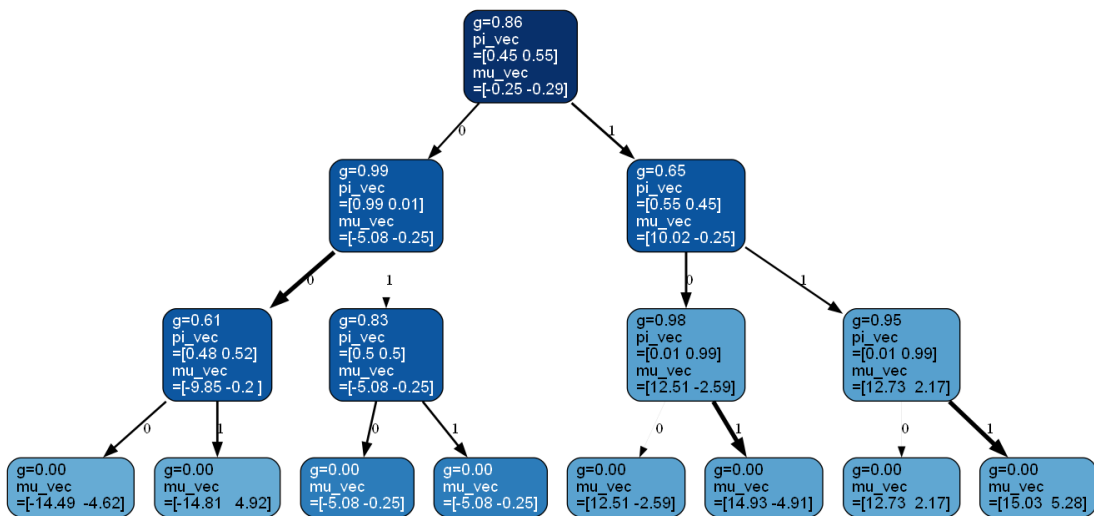 g=0.86
pi_vec
=[0.45 0.55]
mu_vec
=[-0.25 -0.29]
0
1
g=0.99
pi_vec
=[0.99 0.01]
mu_vec
=[-5.08 -0.25]
g=0.65
pi_vec
=[0.55 0.45]
mu_vec
=[10.02 -0.25]
0
1
0
1
g=0.61
pi_vec
=[0.48 0.52]
mu_vec
=[-9.85 -0.2 ]
g=0.83
pi_vec
=[0.5 0.5]
mu_vec
=[-5.08 -0.25]
g=0.98
pi_vec
=[0.01 0.99]
mu_vec
=[12.51 -2.59]
g=0.95
pi_vec
=[0.01 0.99]
mu_vec
=[12.73  2.17]
0
1
0
1
0
1
0
1
g=0.00
mu_vec
=[-14.49  -4.62]
g=0.00
mu_vec
=[-14.81   4.92]
g=0.00
mu_vec
=[-5.08 -0.25]
g=0.00
mu_vec
=[-5.08 -0.25]
g=0.00
mu_vec
=[12.51 -2.59]
g=0.00
mu_vec
=[14.93 -4.91]
g=0.00
mu_vec
=[12.73  2.17]
g=0.00
mu_vec
=[15.03  5.28]